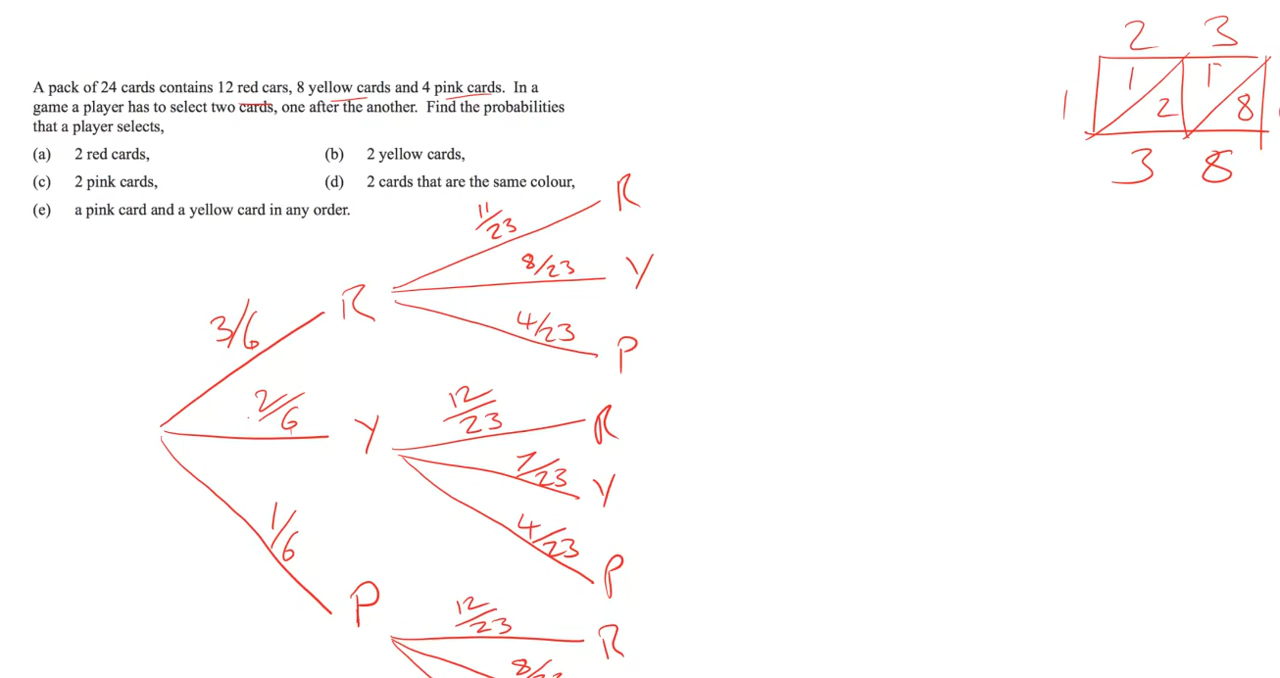 A pack of 24 cards contains 12 red cars, 8 yellow cards and 4 pink cards. In a
game a player has to select two cards, one after the another. Find the probabilities
that a player selects,
(a) 2 red cards, (b) 2 yellow cards,
(c) 2 pink cards, (d) 2 cards that are the same colour,
(e) a pink card and a yellow card in any order.
2 3
1 1 2 1 8
3 8
11/23 R
8/23 Y
3/6 R
4/23 P
2/6 Y
12/23 R
7/23 Y
4/23 P
1/6 P
12/23 R